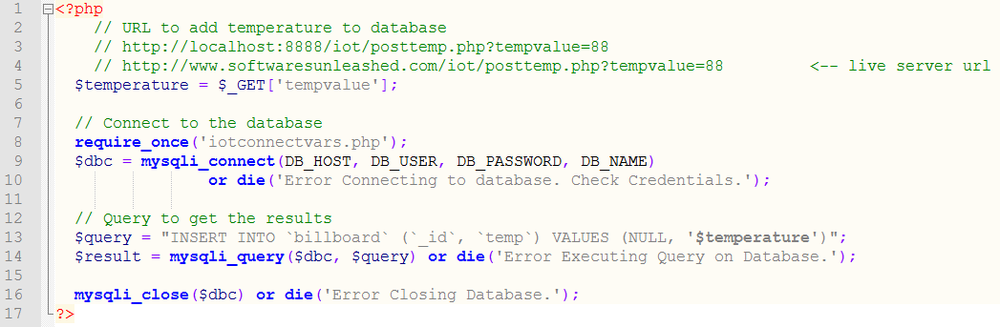 1 <?php
2 // URL to add temperature to database
3 // http://localhost:8888/iot/posttemp.php?tempvalue=88
4 // http://www.softwaresunleashed.com/iot/posttemp.php?tempvalue=88 <-- live server url
5 $temperature = $_GET['tempvalue'];
6
7 // Connect to the database
8 require_once('iotconnectvars.php');
9 $dbc = mysqli_connect(DB_HOST, DB_USER, DB_PASSWORD, DB_NAME)
10 or die('Error Connecting to database. Check Credentials.');
11
12 // Query to get the results
13 $query = "INSERT INTO `billboard` (`_id`, `temp`) VALUES (NULL, '$temperature')";
14 $result = mysqli_query($dbc, $query) or die('Error Executing Query on Database.');
15
16 mysqli_close($dbc) or die('Error Closing Database.');
17 ?>